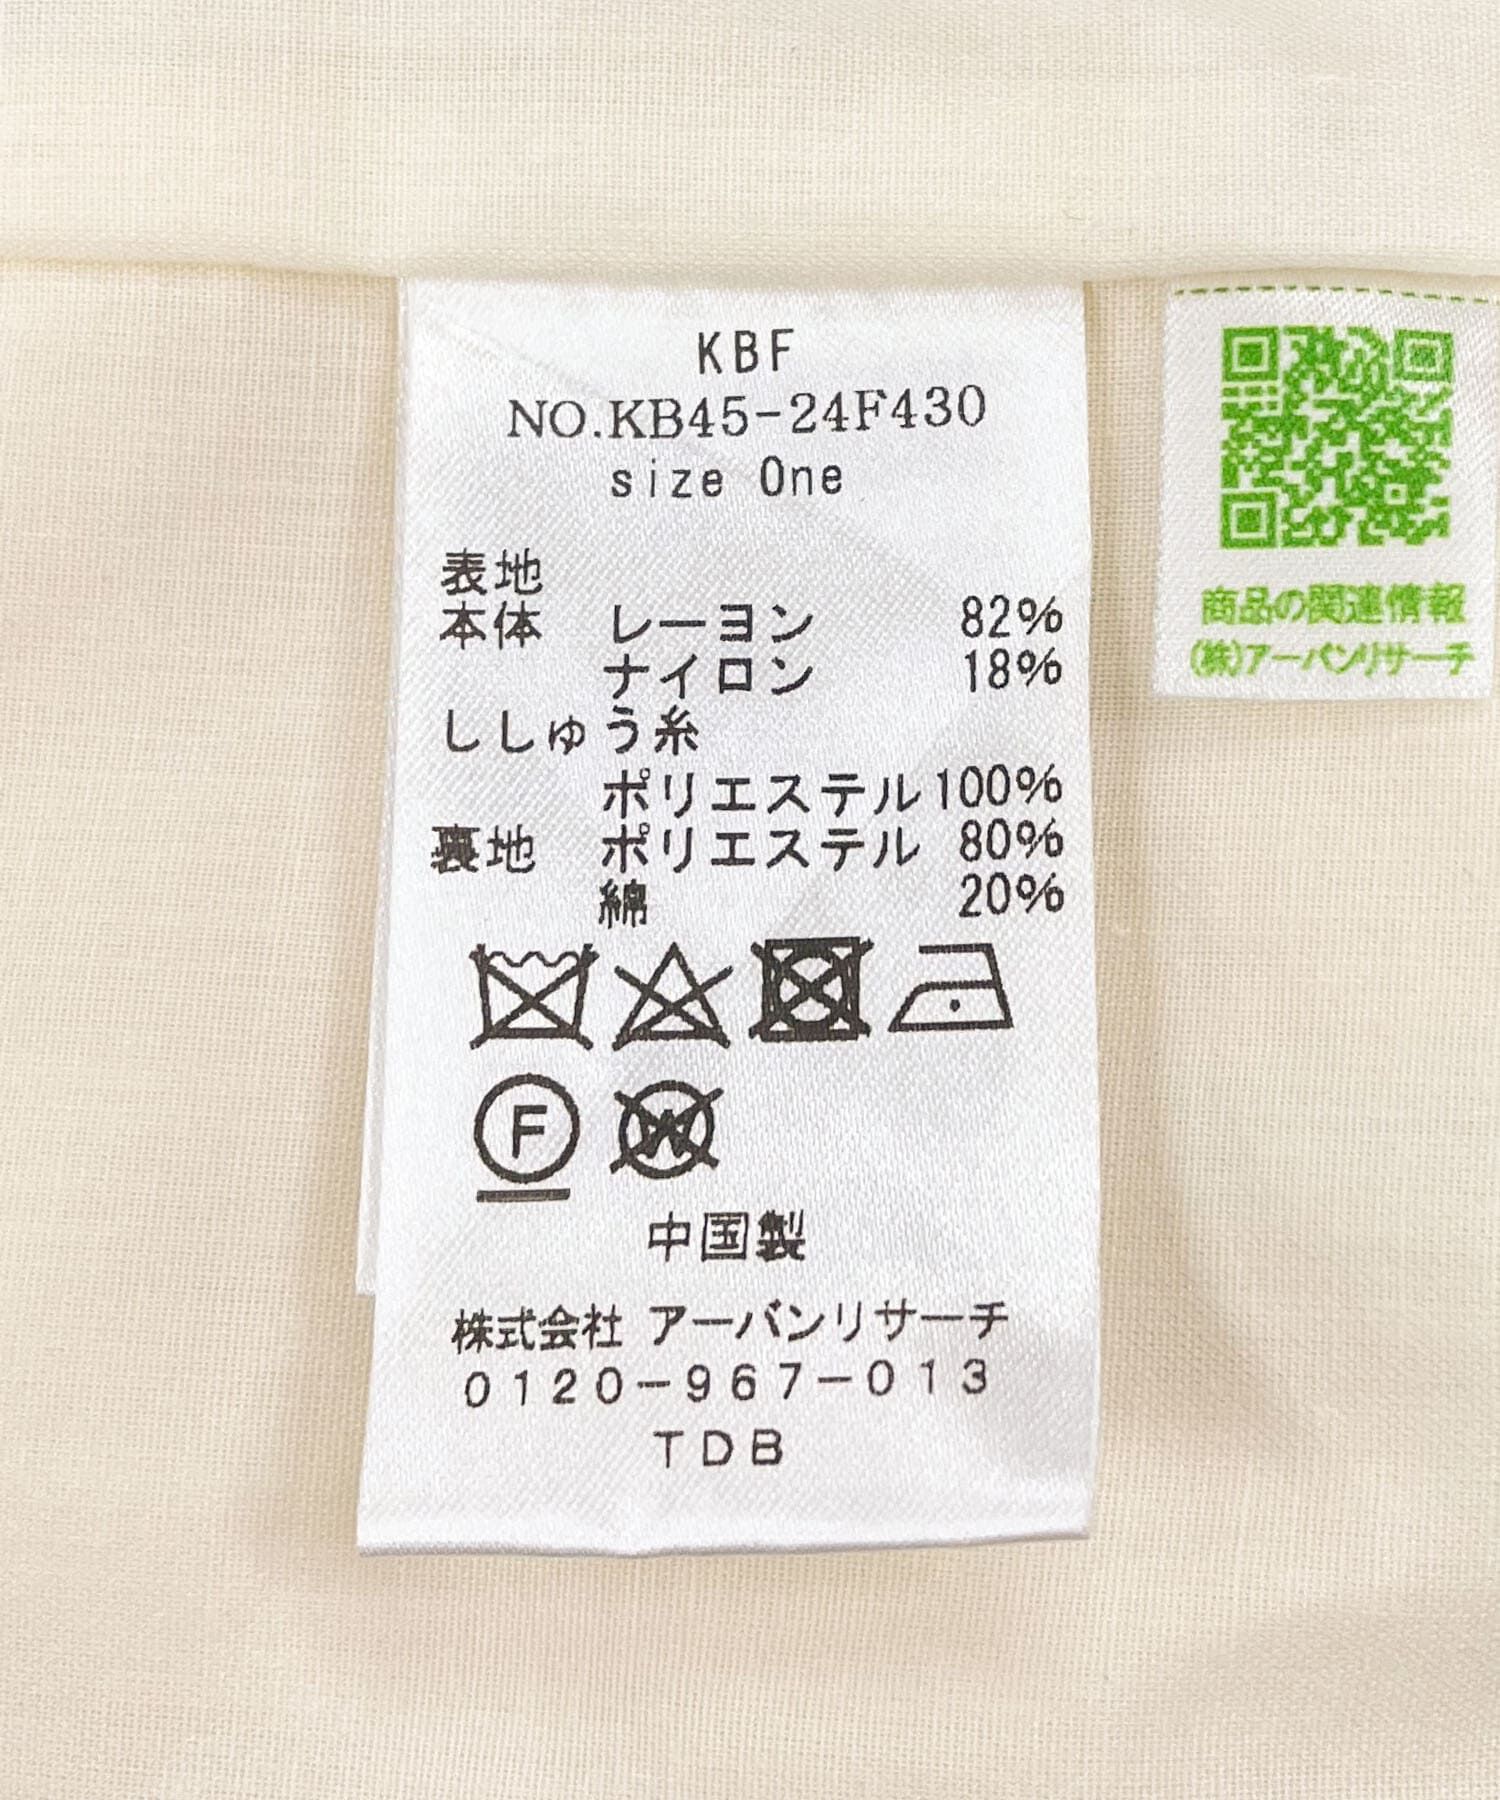 KBF
NO.KB45-24F430
size One
表地
本体 レーヨン 82%
ナイロン 18%
ししゅう糸
ポリエステル100%
裏地 ポリエステル 80%
綿 20%
F
W
中国製
株式会社 アーバンリサーチ
0120-967-013
TDB
商品の関連情報
(株)アーバンリサーチ